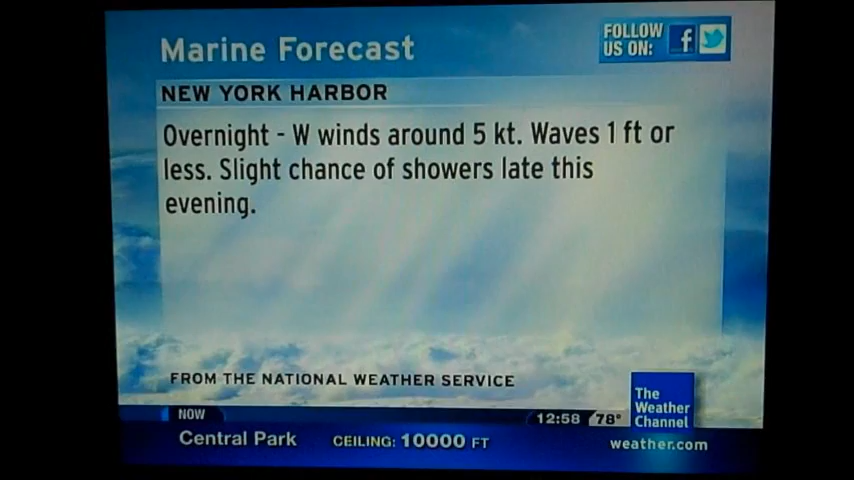 Marine Forecast
FOLLOW
US ON:
NEW YORK HARBOR
Overnight - W winds around 5 kt. Waves 1 ft or
less. Slight chance of showers late this
evening.
FROM THE NATIONAL WEATHER SERVICE
The
Weather
Channel
NOW
12:58 78°
Central Park CEILING: 10000 FT
weather.com